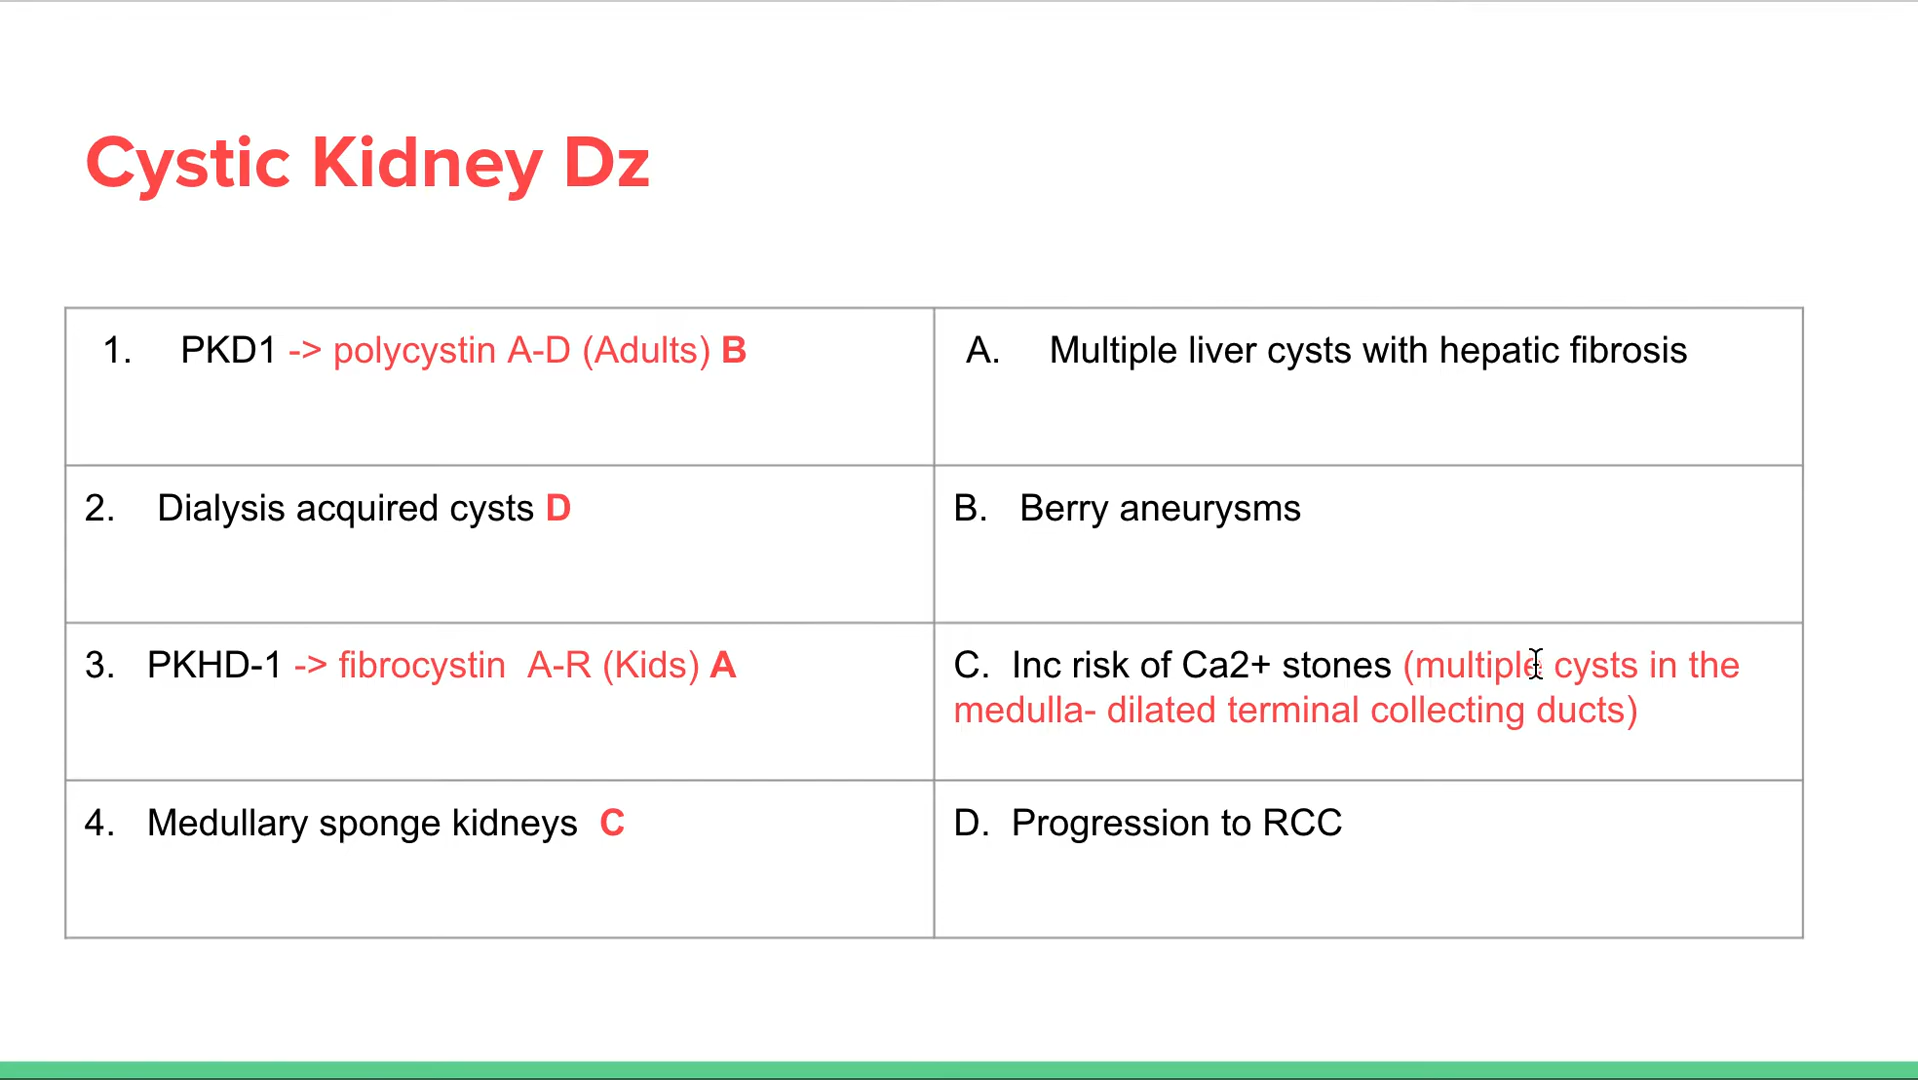 Cystic Kidney Dz
1. PKD1 -> polycystin A-D (Adults) B
A. Multiple liver cysts with hepatic fibrosis
2. Dialysis acquired cysts D
B. Berry aneurysms
3. PKHD-1 -> fibrocystin A-R (Kids) A
C. Inc risk of Ca2+ stones (multiple cysts in the
medulla- dilated terminal collecting ducts)
4. Medullary sponge kidneys C
D. Progression to RCC